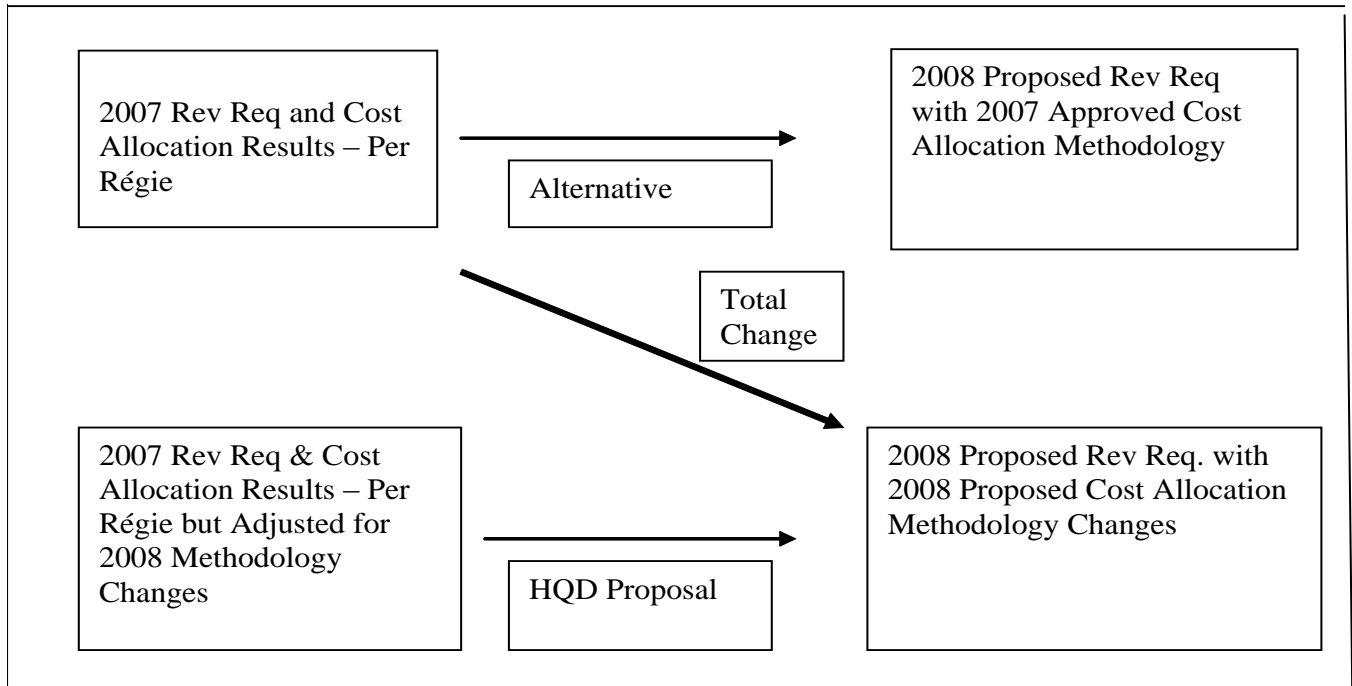 2007 Rev Req and Cost
Allocation Results – Per
Régie
Alternative
2008 Proposed Rev Req
with 2007 Approved Cost
Allocation Methodology
Total
Change
2007 Rev Req & Cost
Allocation Results – Per
Régie but Adjusted for
2008 Methodology
Changes
HQD Proposal
2008 Proposed Rev Req. with
2008 Proposed Cost Allocation
Methodology Changes